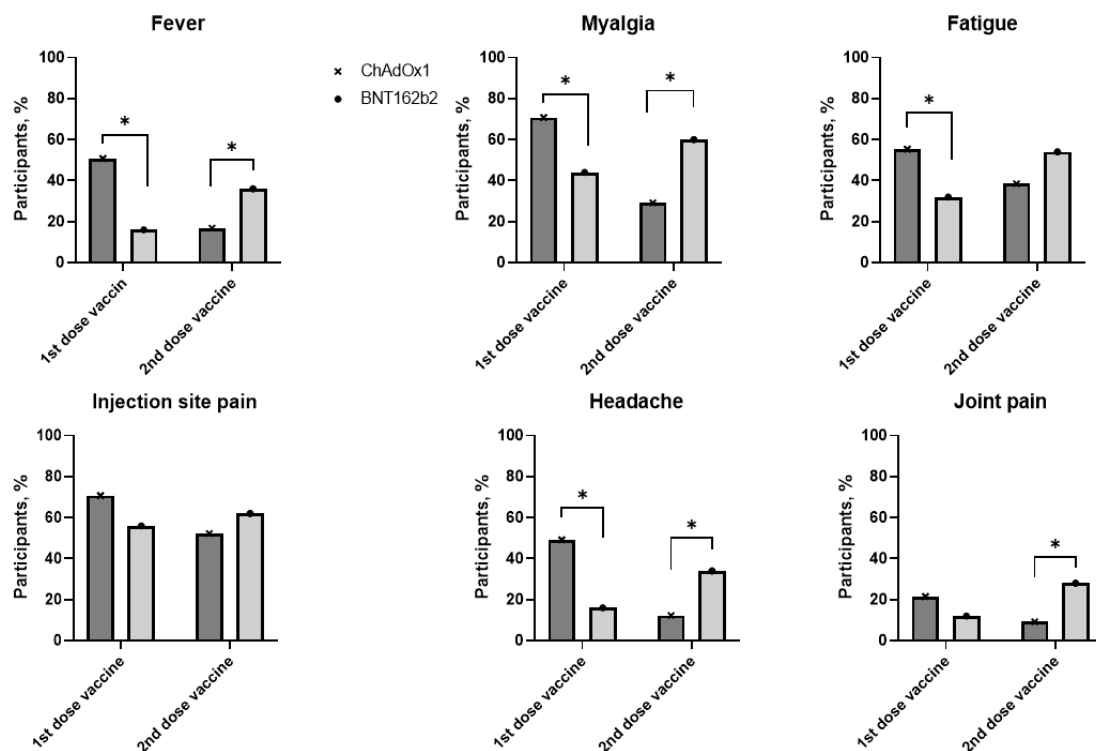 Fever
Participants, %
100
80
60
40
20
0
*
*
1st dose vaccin
2nd dose vaccine
× ChAdOx1
● BNT162b2
Myalgia
Participants, %
100
80
60
40
20
0
*
*
1st dose vaccine
2nd dose vaccine
Fatigue
Participants, %
100
80
60
40
20
0
*
1st dose vaccine
2nd dose vaccine
Injection site pain
Participants, %
100
80
60
40
20
0
1st dose vaccine
2nd dose vaccine
Headache
Participants, %
100
80
60
40
20
0
*
*
1st dose vaccine
2nd dose vaccine
Joint pain
Participants, %
100
80
60
40
20
0
*
1st dose vaccine
2nd dose vaccine